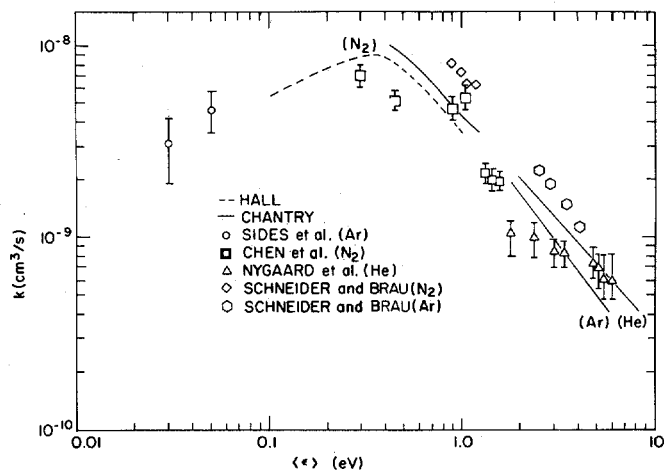 10⁻⁸
(N₂)
k(cm³/s)
10⁻⁹
HALL
CHANTRY
SIDES et al. (Ar)
CHEN et al. (N₂)
NYGAARD et al. (He)
SCHNEIDER and BRAU(N₂)
SCHNEIDER and BRAU(Ar)
(Ar) (He)
10⁻¹⁰
0.01 0.1 1.0 10
⟨ϵ⟩ (eV)